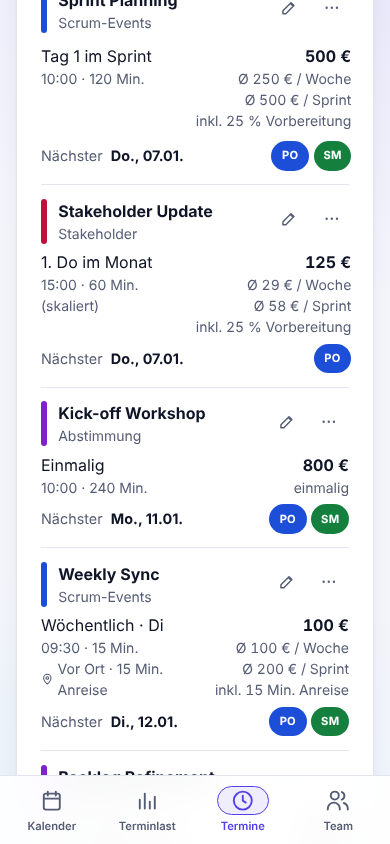 Sprint Planning
Scrum-Events
Tag 1 im Sprint 500 €
10:00 · 120 Min. Ø 250 € / Woche
Ø 500 € / Sprint
inkl. 25 % Vorbereitung
Nächster Do., 07.01. PO SM
Stakeholder Update
Stakeholder
1. Do im Monat 125 €
15:00 · 60 Min. Ø 29 € / Woche
(skaliert) Ø 58 € / Sprint
inkl. 25 % Vorbereitung
Nächster Do., 07.01. PO
Kick-off Workshop
Abstimmung
Einmalig 800 €
10:00 · 240 Min. einmalig
Nächster Mo., 11.01. PO SM
Weekly Sync
Scrum-Events
Wöchentlich · Di 100 €
09:30 · 15 Min. Ø 100 € / Woche
Vor Ort · 15 Min. Ø 200 € / Sprint
Anreise inkl. 15 Min. Anreise
Nächster Di., 12.01. PO SM
Backlog Refinement
Kalender Terminlast Termine Team